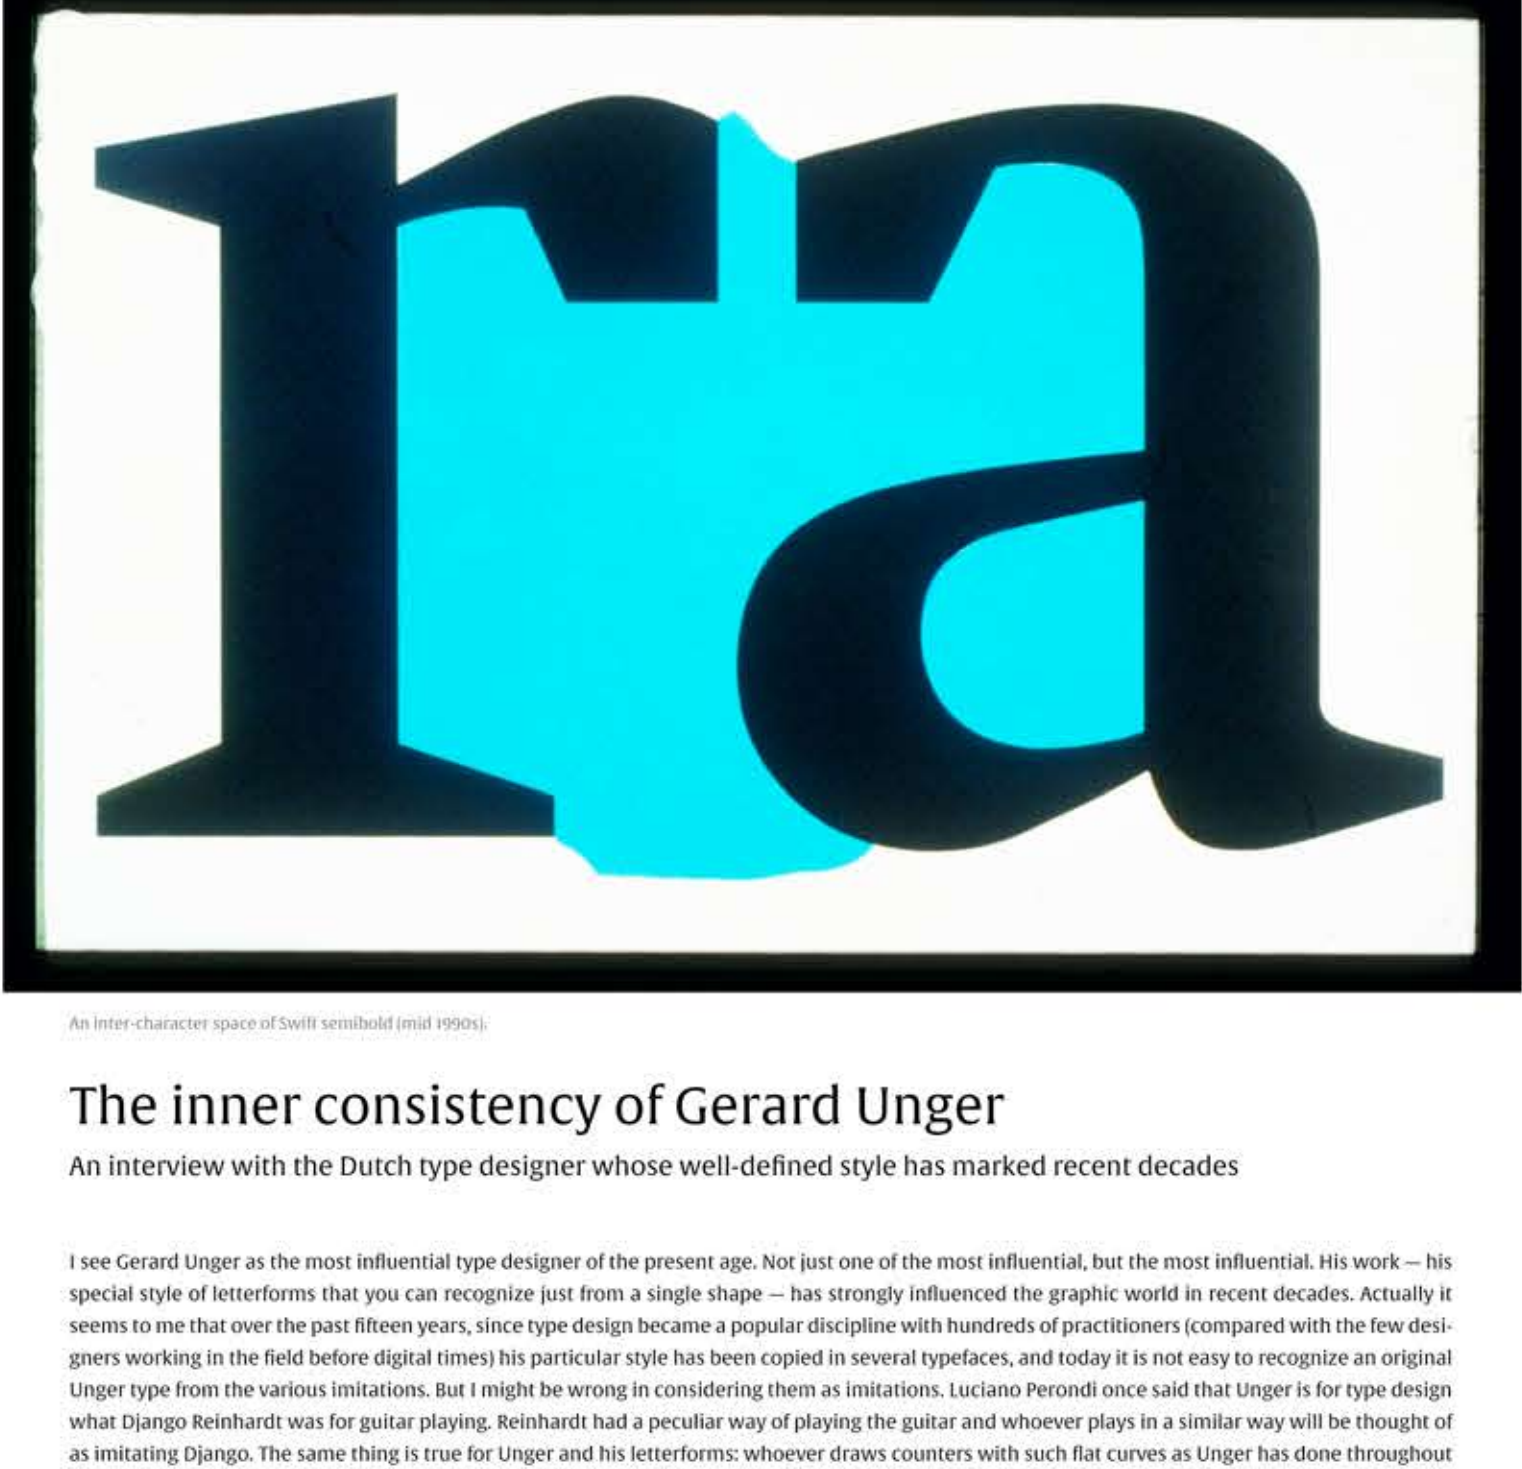 ra
An inter-character space of Swift semibold (mid 1990s).
The inner consistency of Gerard Unger
An interview with the Dutch type designer whose well-defined style has marked recent decades
I see Gerard Unger as the most influential type designer of the present age. Not just one of the most influential, but the most influential. His work — his
special style of letterforms that you can recognize just from a single shape — has strongly influenced the graphic world in recent decades. Actually it
seems to me that over the past fifteen years, since type design became a popular discipline with hundreds of practitioners (compared with the few desi-
gners working in the field before digital times) his particular style has been copied in several typefaces, and today it is not easy to recognize an original
Unger type from the various imitations. But I might be wrong in considering them as imitations. Luciano Perondi once said that Unger is for type design
what Django Reinhardt was for guitar playing. Reinhardt had a peculiar way of playing the guitar and whoever plays in a similar way will be thought of
as imitating Django. The same thing is true for Unger and his letterforms: whoever draws counters with such flat curves as Unger has done throughout